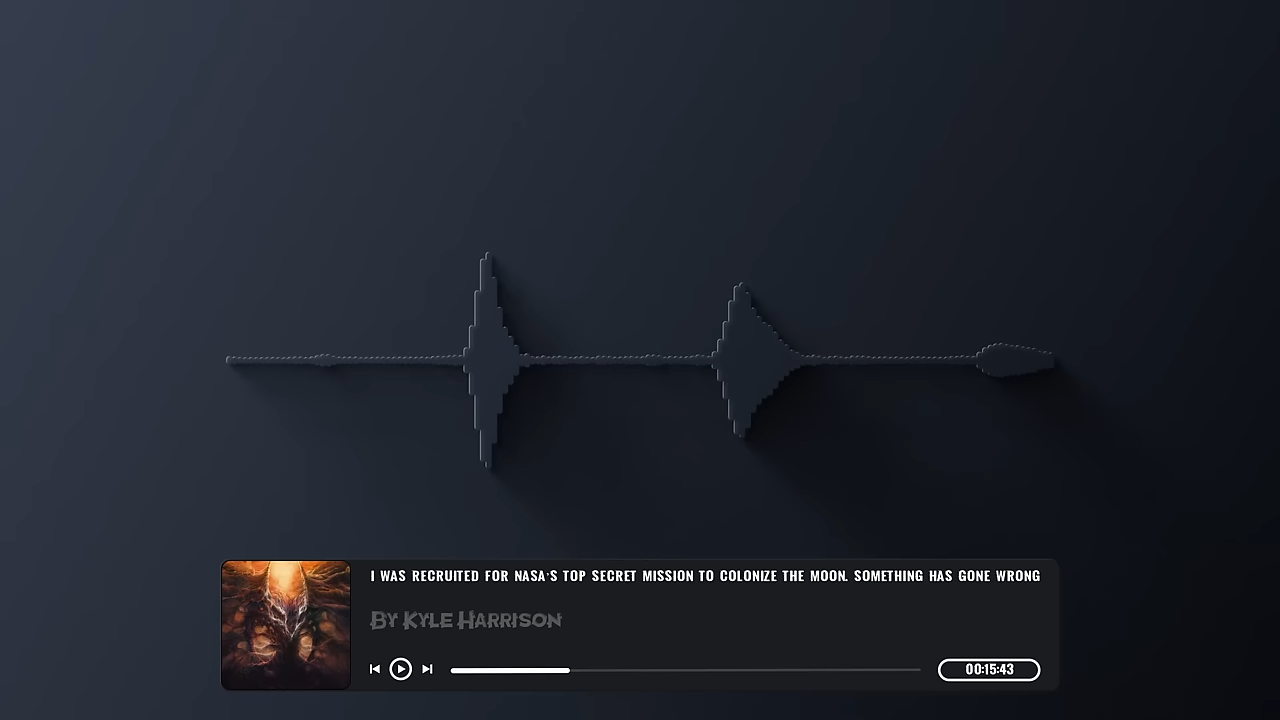 I WAS RECRUITED FOR NASA'S TOP SECRET MISSION TO COLONIZE THE MOON. SOMETHING HAS GONE WRONG
By Kyle Harrison
00:15:43